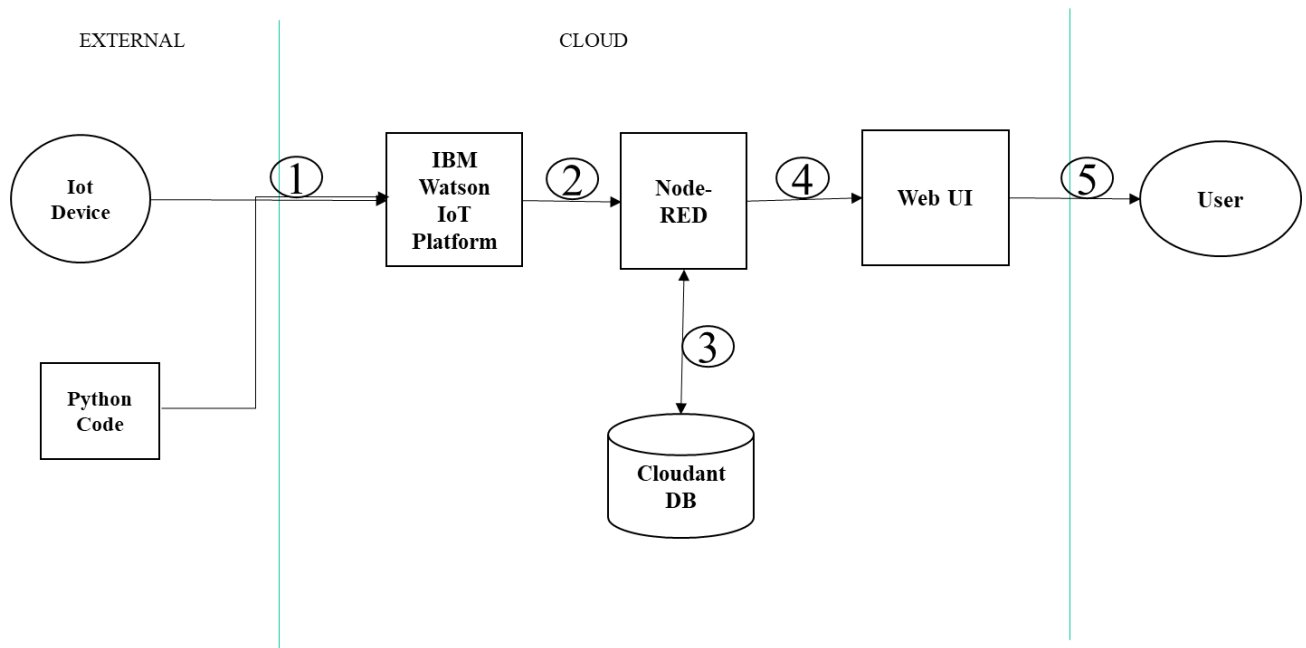 EXTERNAL
CLOUD
Iot
Device
1
IBM
Watson
IoT
Platform
2
Node-
RED
4
Web UI
5
User
3
Python
Code
Cloudant
DB